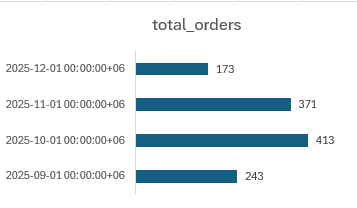 total_orders
2025-12-01 00:00:00+06 173
2025-11-01 00:00:00+06 371
2025-10-01 00:00:00+06 413
2025-09-01 00:00:00+06 243